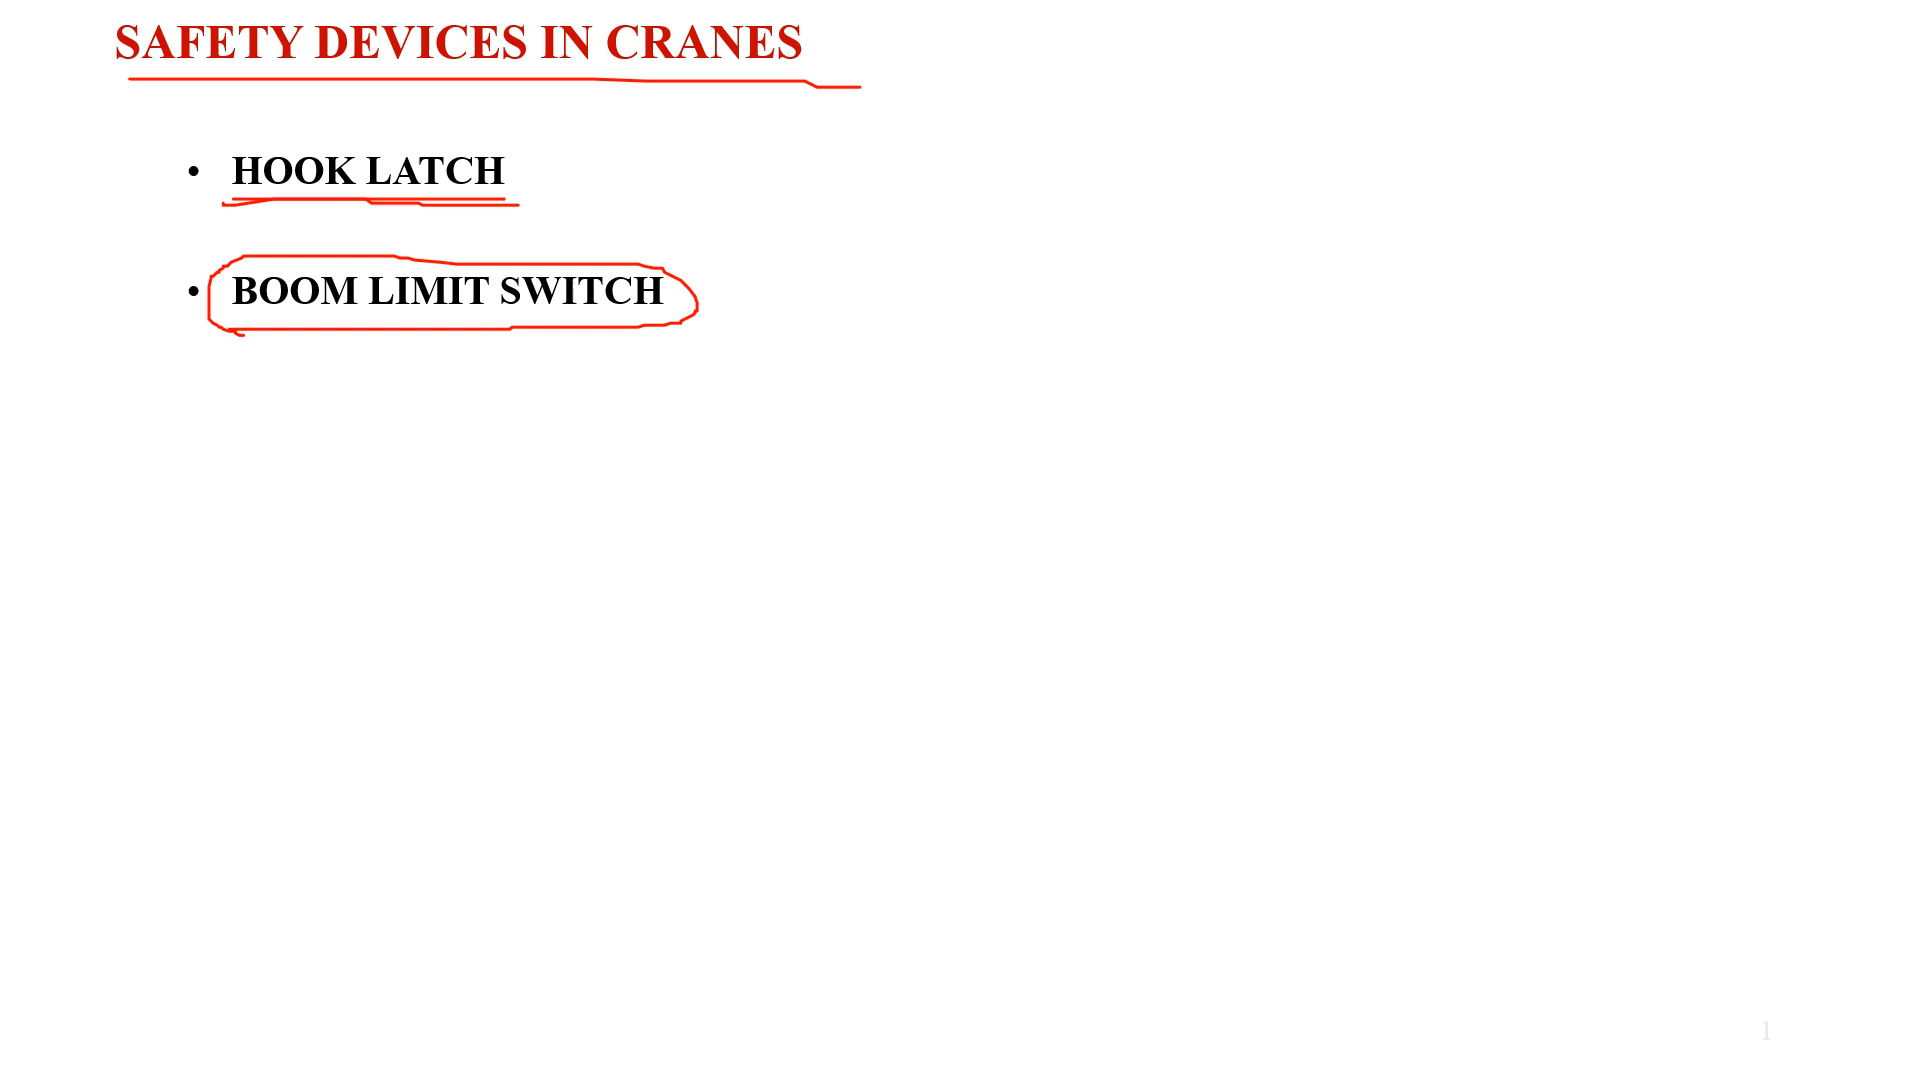 SAFETY DEVICES IN CRANES
• HOOK LATCH
• BOOM LIMIT SWITCH
1